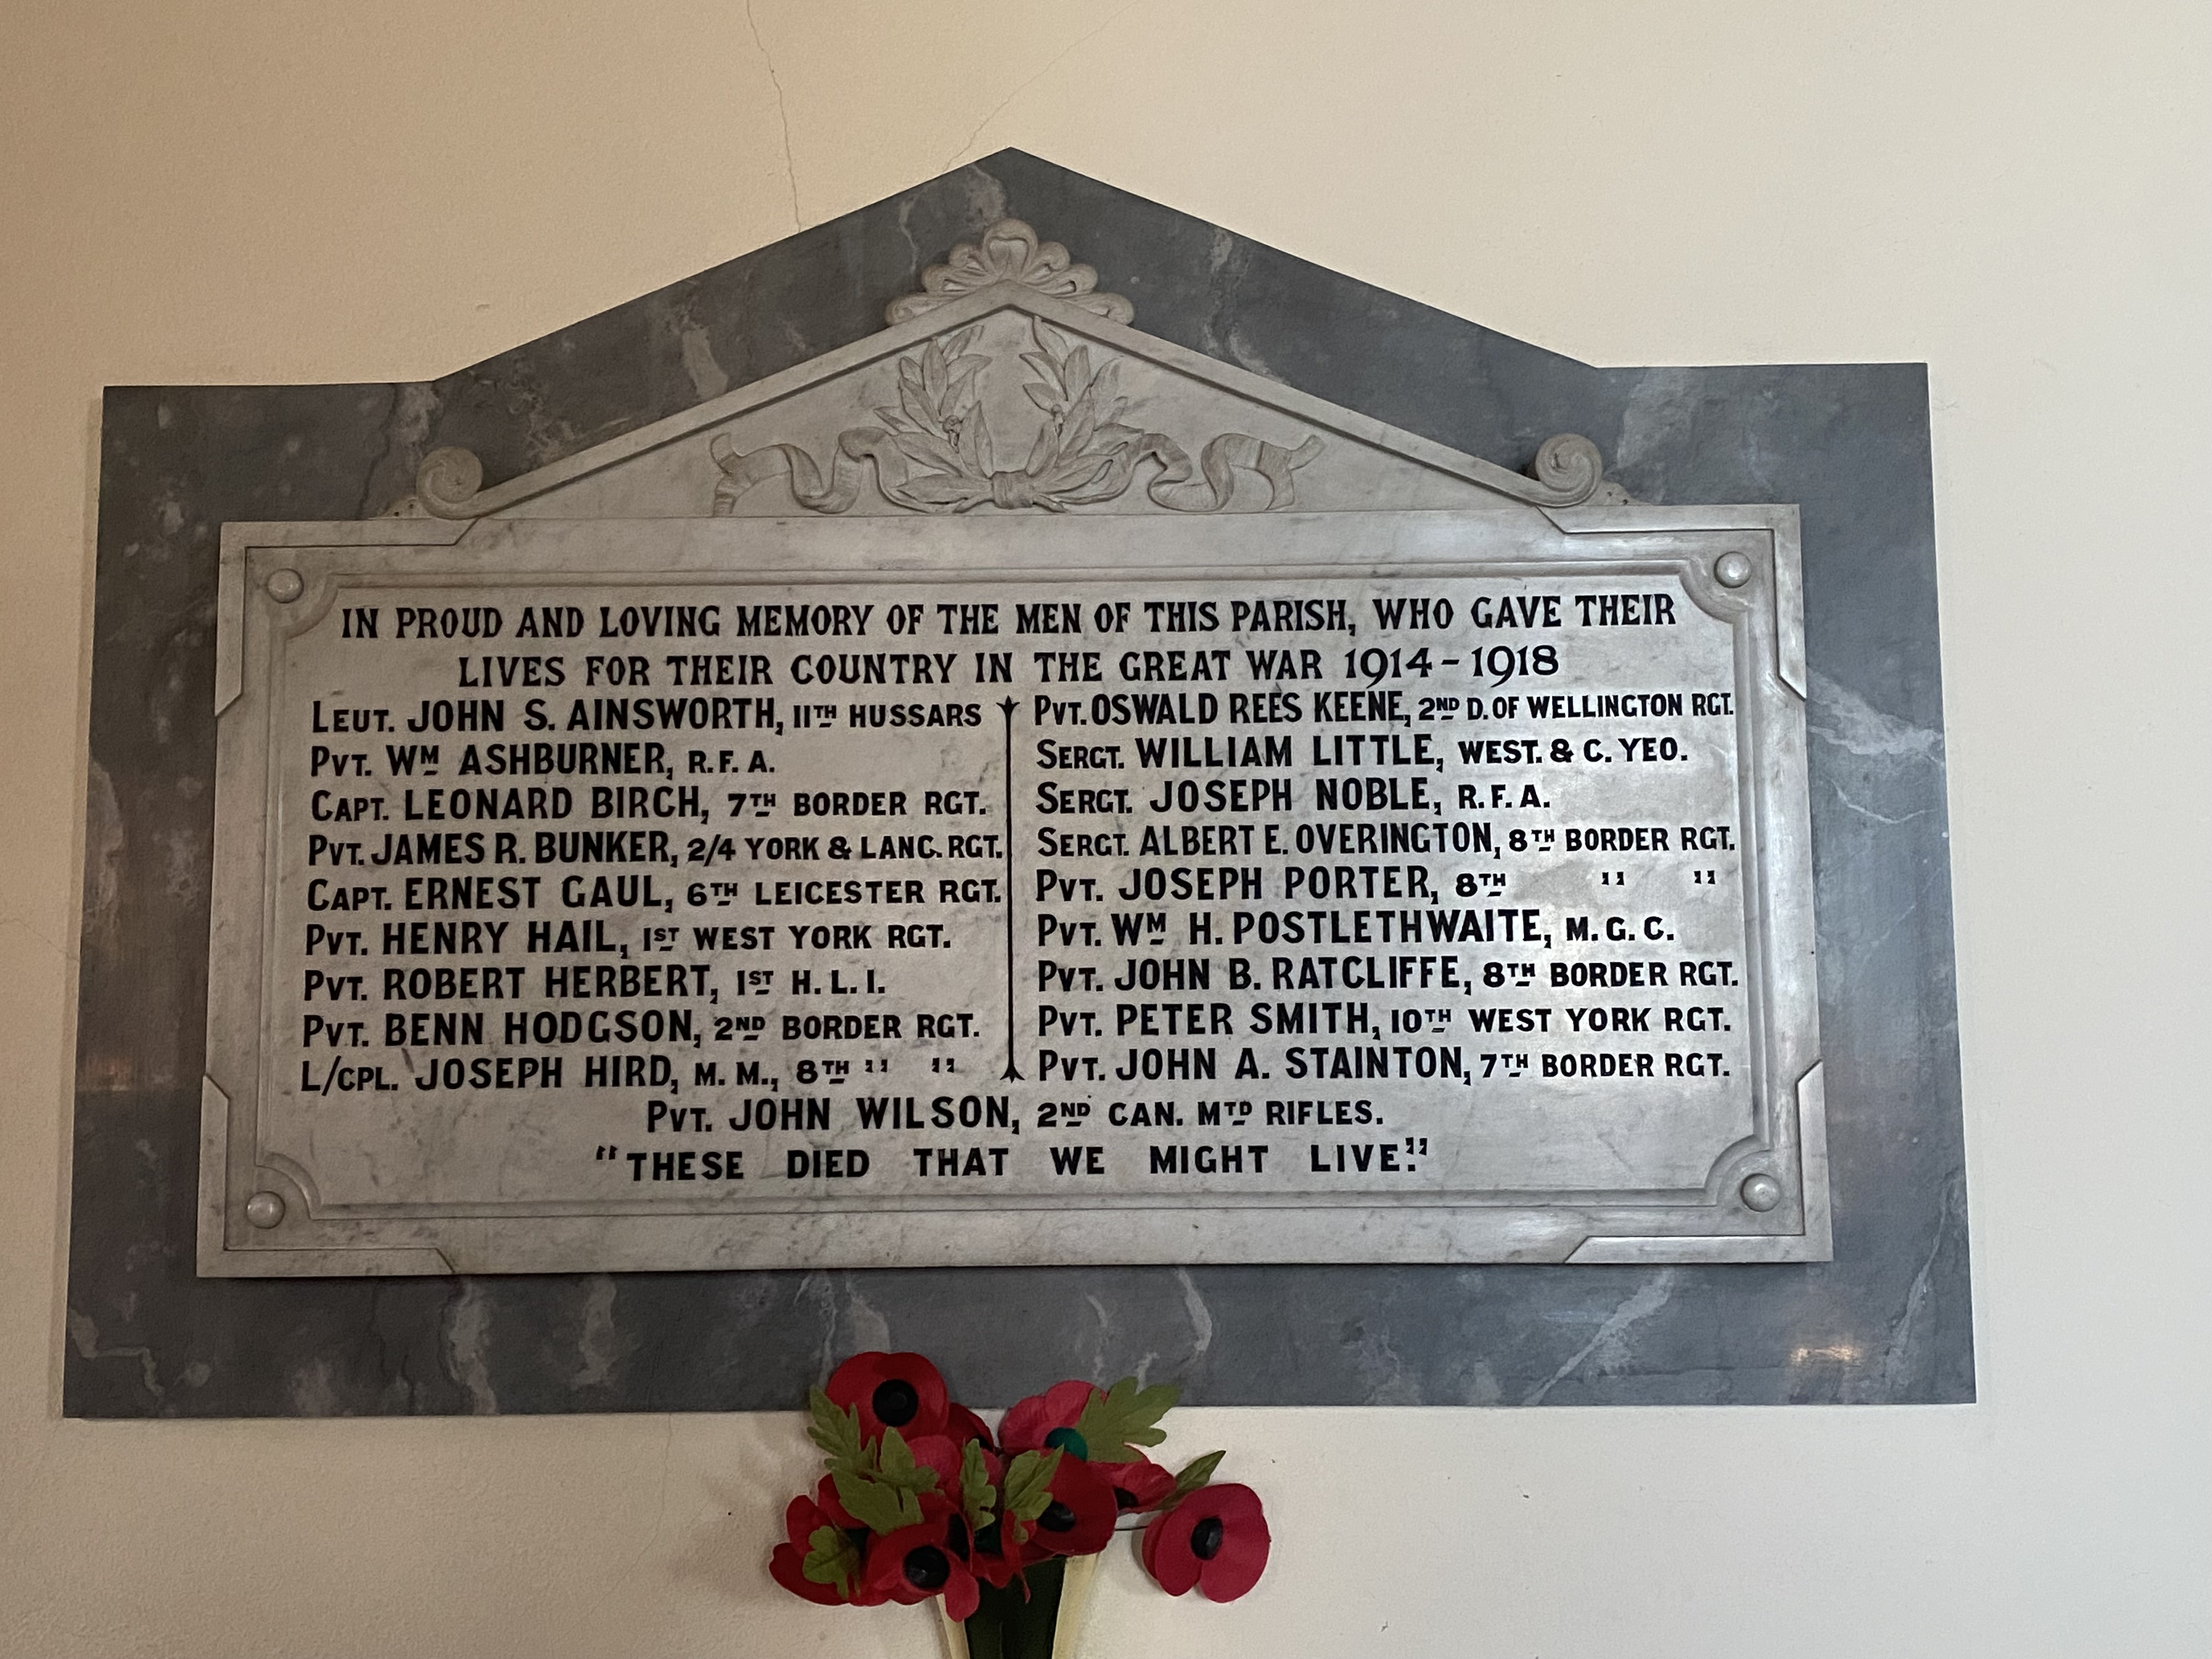 IN PROUD AND LOVING MEMORY OF THE MEN OF THIS PARISH, WHO GAVE THEIR
LIVES FOR THEIR COUNTRY IN THE GREAT WAR 1914-1918
LEUT. JOHN S. AINSWORTH, 11TH HUSSARS
PVT. WM ASHBURNER, R.F.A.
CAPT. LEONARD BIRCH, 7TH BORDER RGT.
PVT. JAMES R. BUNKER, 2/4 YORK & LANC. RGT.
CAPT. ERNEST GAUL, 6TH LEICESTER RGT.
PVT. HENRY HAIL, 1ST WEST YORK RGT.
PVT. ROBERT HERBERT, 1ST H.L.I.
PVT. BENN HODGSON, 2ND BORDER RGT.
L/CPL. JOSEPH HIRD, M.M., 8TH " "
PVT. OSWALD REES KEENE, 2ND D. OF WELLINGTON RGT.
SERGT. WILLIAM LITTLE, WEST. & C. YEO.
SERGT. JOSEPH NOBLE, R.F.A.
SERGT. ALBERT E. OVERINGTON, 8TH BORDER RGT.
PVT. JOSEPH PORTER, 8TH " "
PVT. WM H. POSTLETHWAITE, M.G.C.
PVT. JOHN B. RATCLIFFE, 8TH BORDER RGT.
PVT. PETER SMITH, 10TH WEST YORK RGT.
PVT. JOHN A. STAINTON, 7TH BORDER RGT.
PVT. JOHN WILSON, 2ND CAN. MTD RIFLES.
"THESE DIED THAT WE MIGHT LIVE."